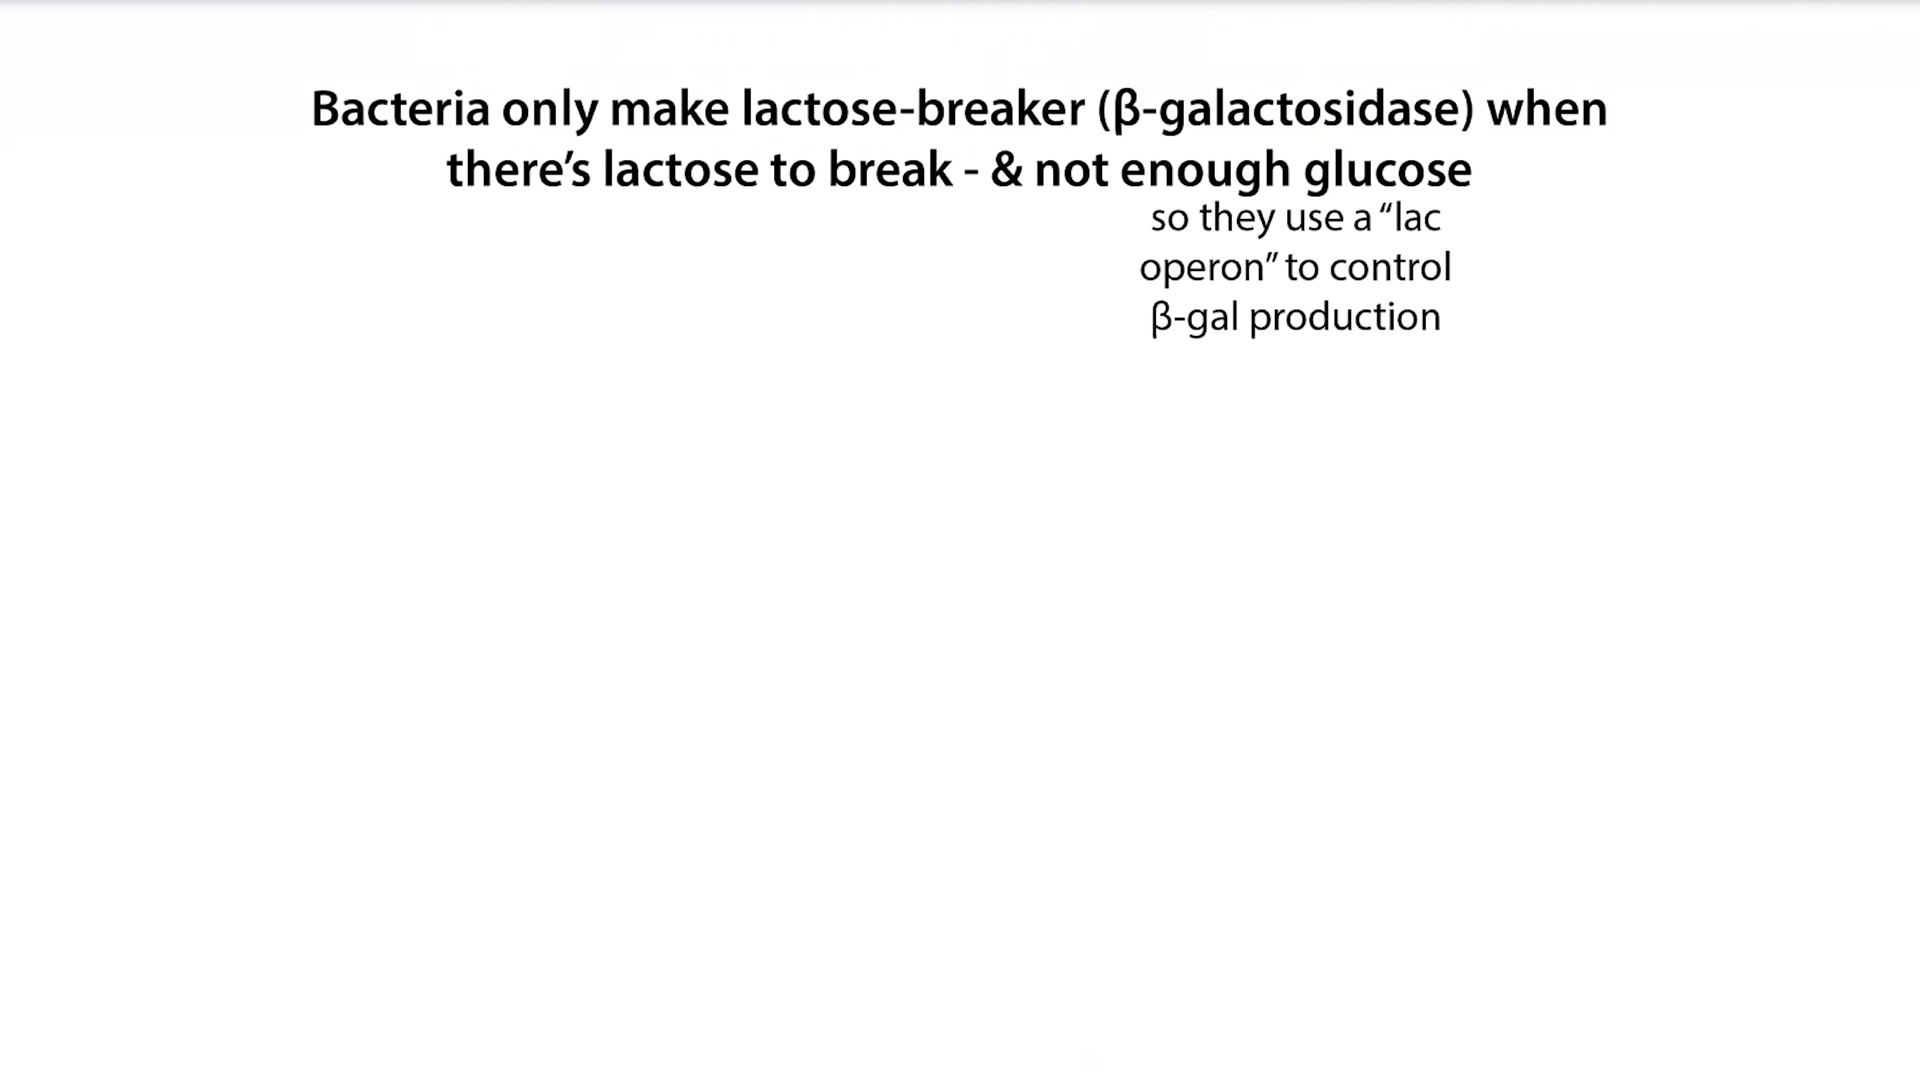 Bacteria only make lactose-breaker (β-galactosidase) when
there’s lactose to break - & not enough glucose
so they use a “lac
operon” to control
β-gal production